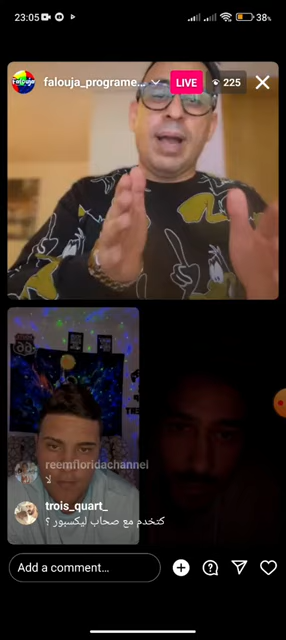 23:05
38%
falouja_programe...
LIVE
225
reemfloridachannel
لا
trois_quart_
كتخدم مع صحاب ليكسبور ؟
Add a comment...